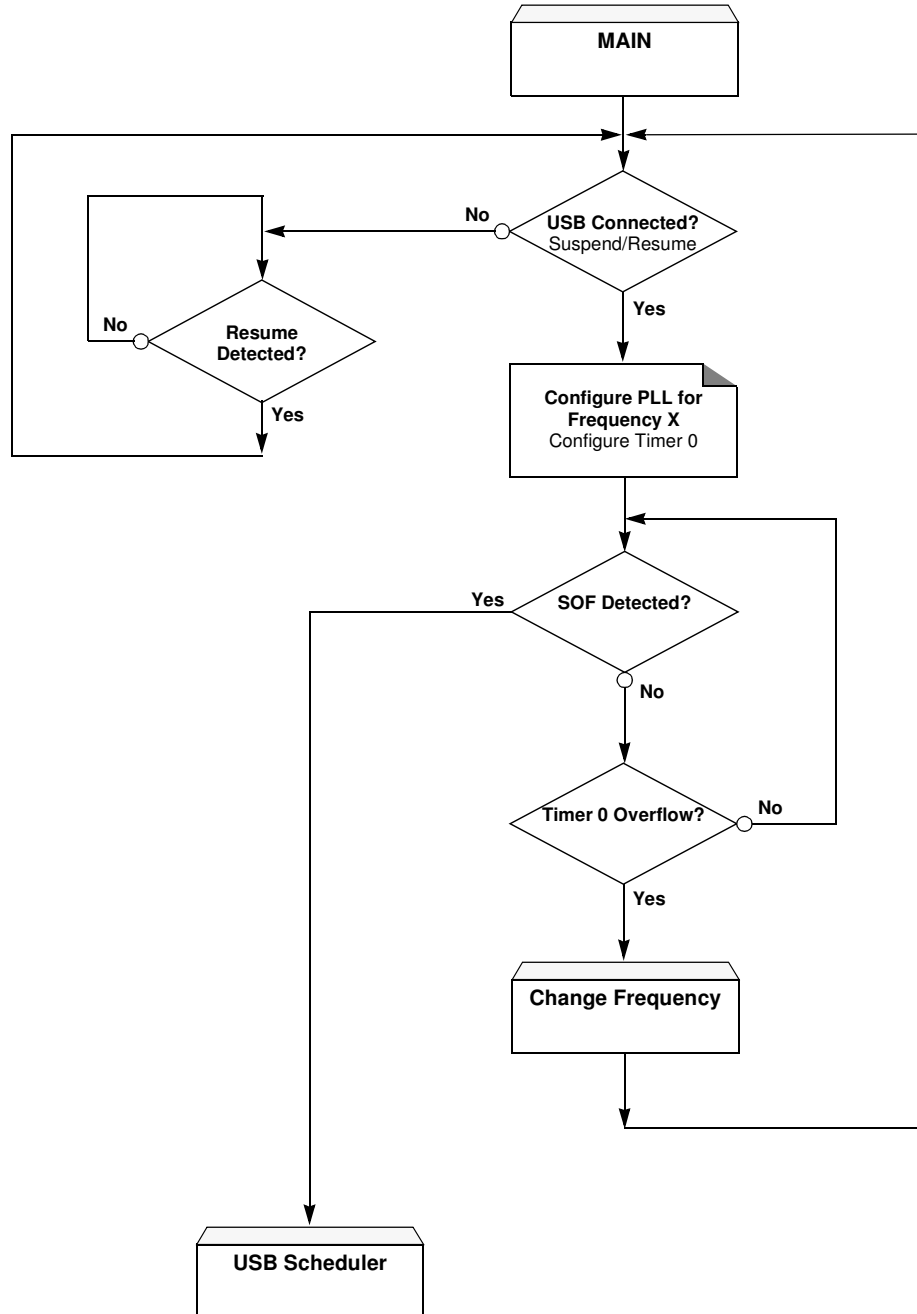 MAIN
No
USB Connected?
Suspend/Resume
Yes
No
Resume
Detected?
Yes
Configure PLL for
Frequency X
Configure Timer 0
Yes
SOF Detected?
No
Timer 0 Overflow?
No
Yes
Change Frequency
USB Scheduler